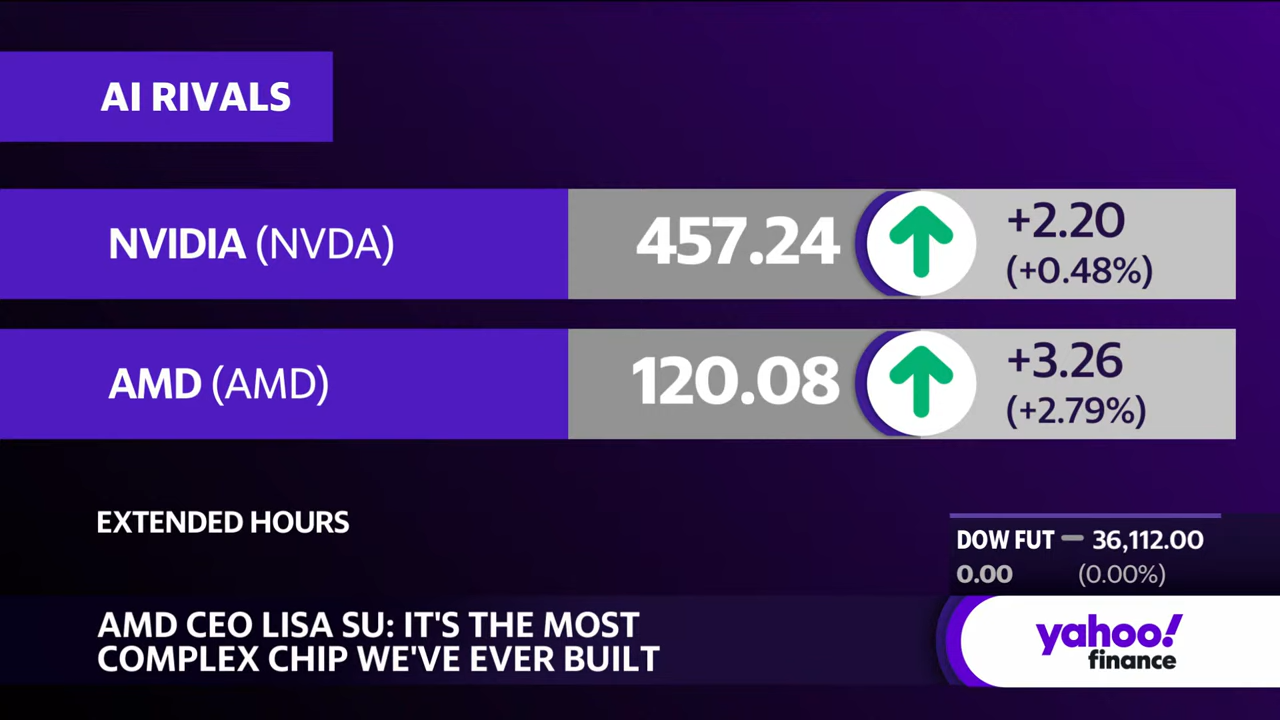 AI RIVALS
NVIDIA (NVDA)
457.24
+2.20
(+0.48%)
AMD (AMD)
120.08
+3.26
(+2.79%)
EXTENDED HOURS
DOW FUT
36,112.00
0.00
(0.00%)
AMD CEO LISA SU: IT'S THE MOST
COMPLEX CHIP WE'VE EVER BUILT
yahoo!
finance